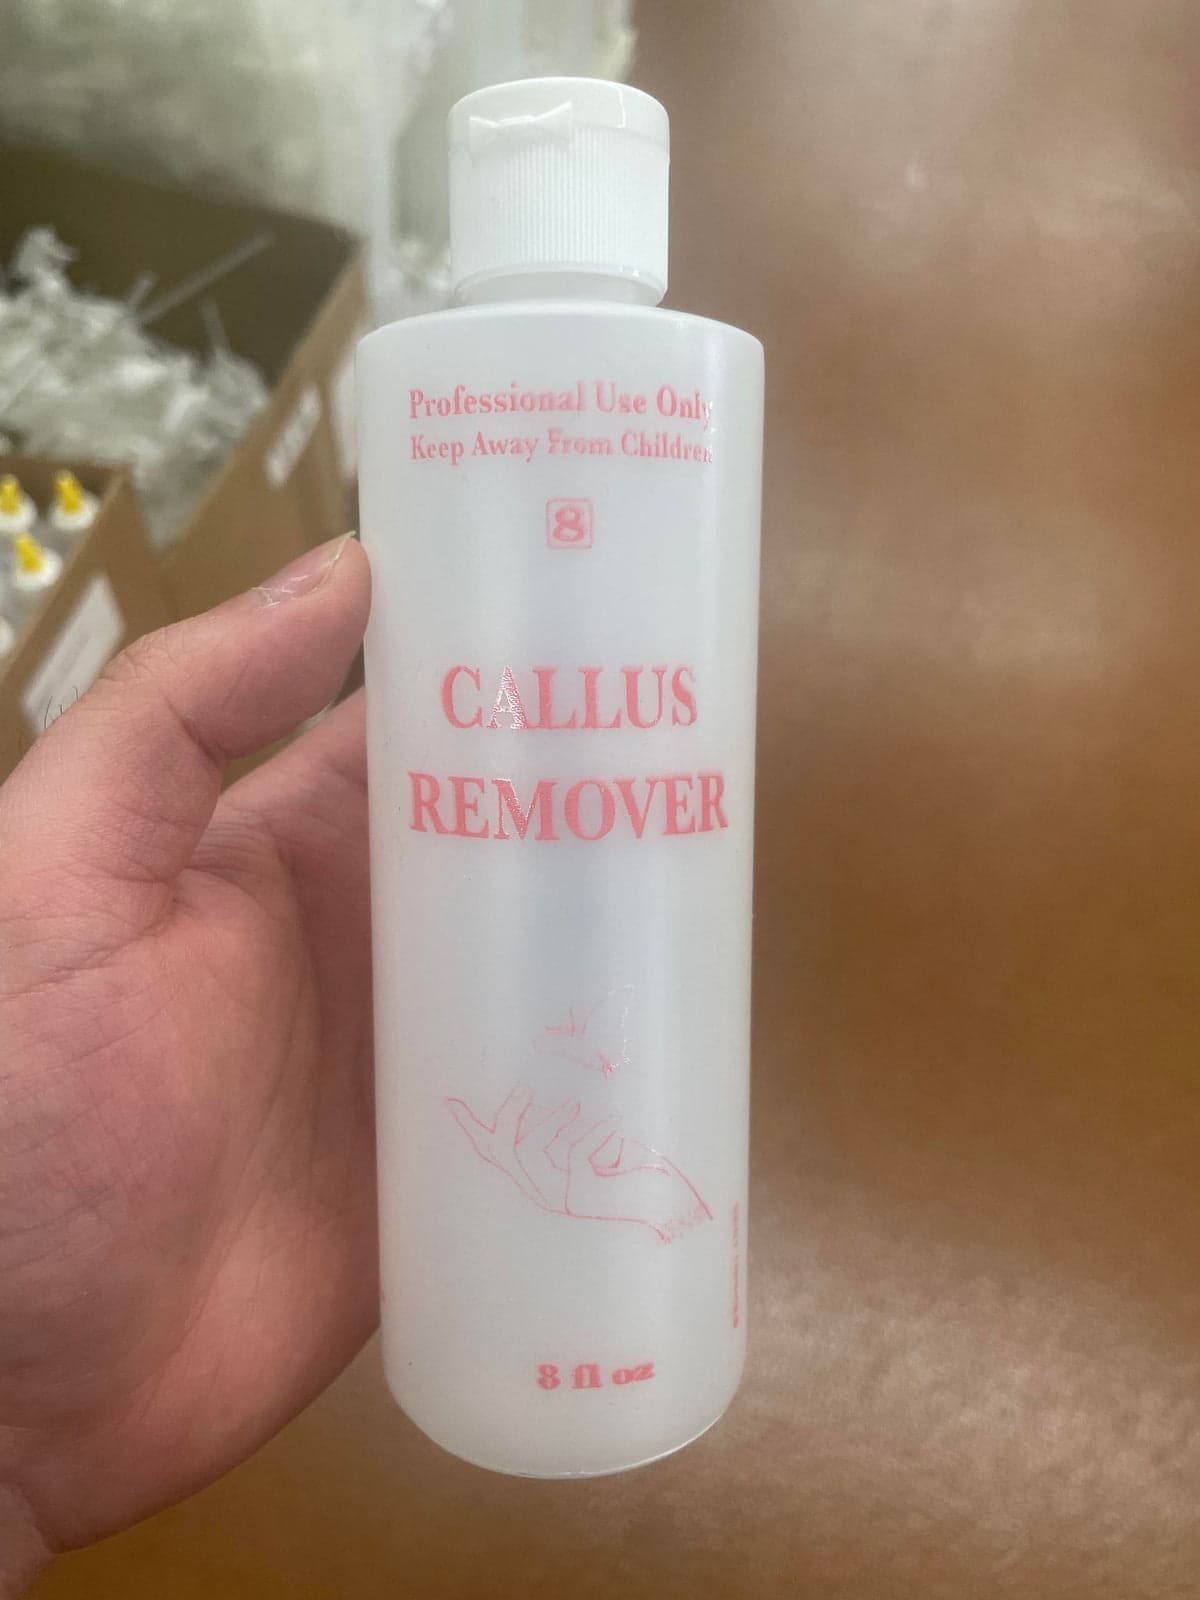 Professional Use Only
Keep Away From Children
8
CALLUS
REMOVER
8 fl oz